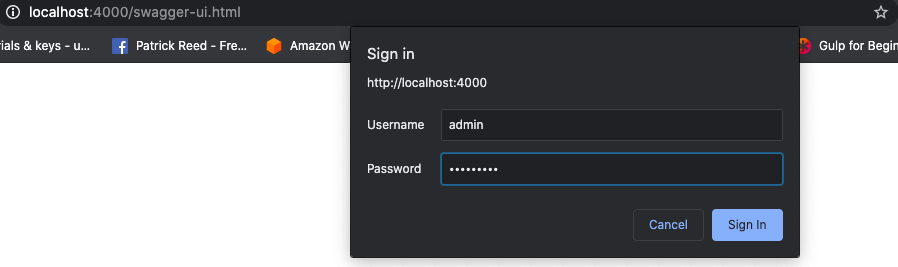 localhost:4000/swagger-ui.html
rials & keys - u... Patrick Reed - Fre... Amazon W Gulp for Begin
Sign in
http://localhost:4000
Username admin
Password •••••••••
Cancel Sign In